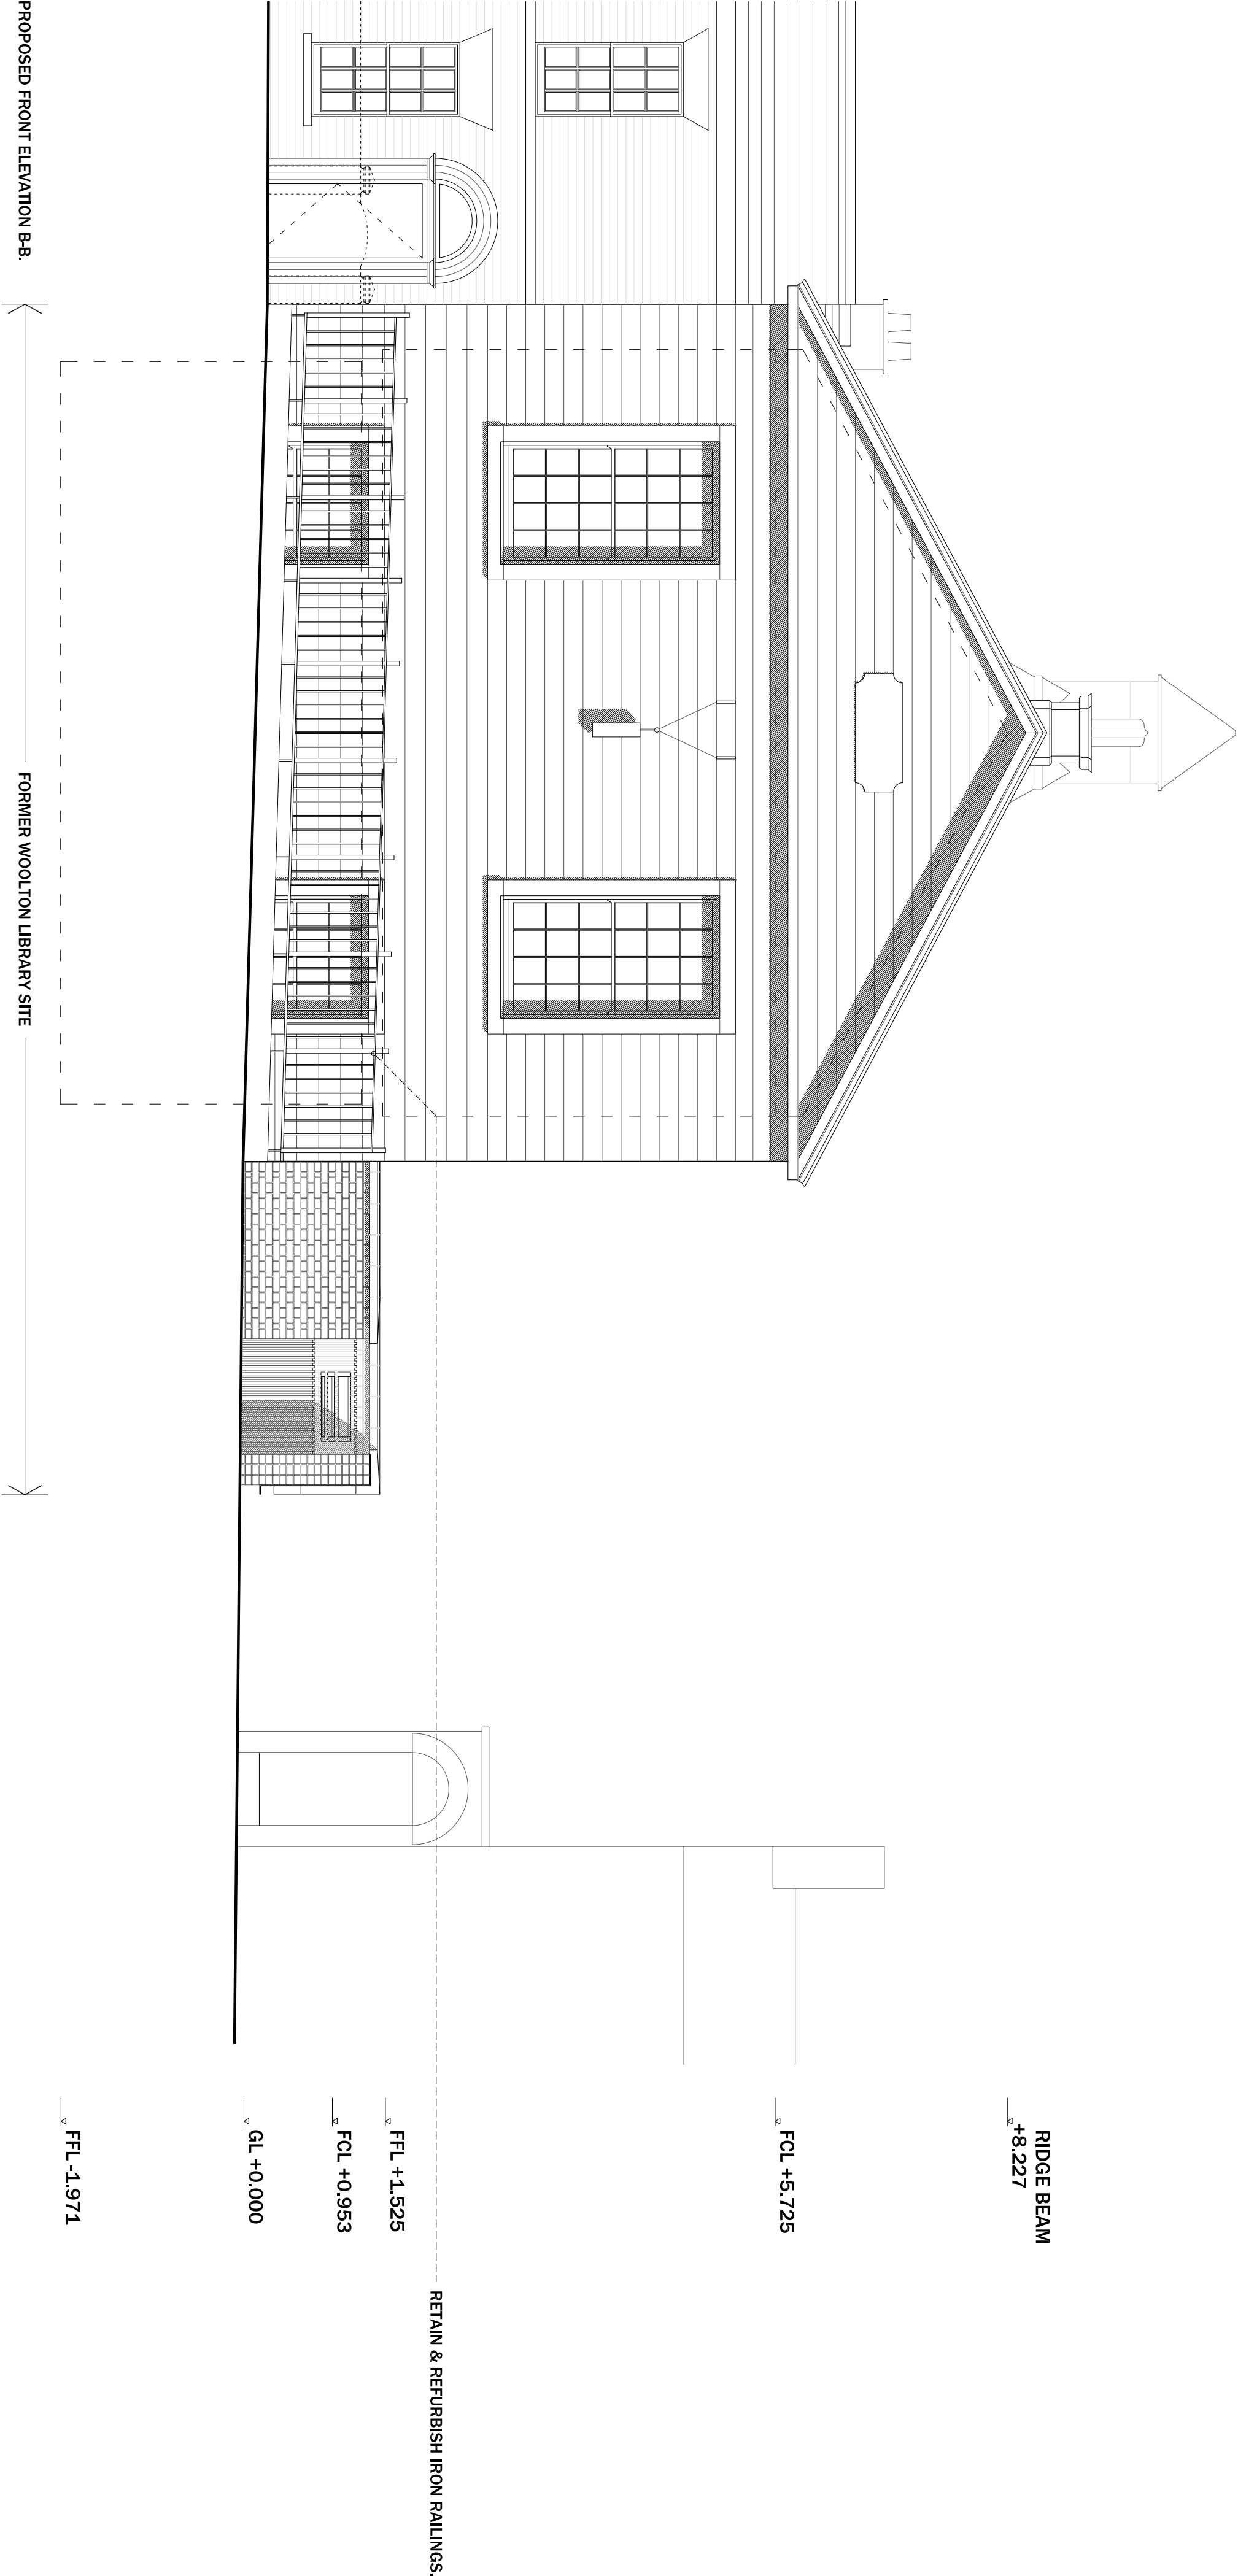 RIDGE BEAM
+8.227
FCL +5.725
RETAIN & REFURBISH IRON RAILINGS.
FFL +1.525
FCL +0.953
GL +0.000
FFL -1.971
PROPOSED FRONT ELEVATION B-B.
FORMER WOOLTON LIBRARY SITE